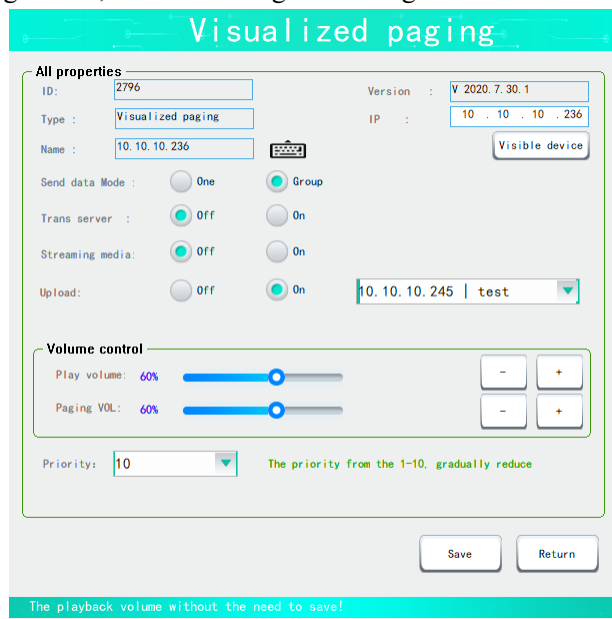 Visualized paging
All properties
ID: 2796 Version : V 2020.7.30.1
Type : Visualized paging IP : 10 . 10 . 10 .236
Name : 10.10.10.236 Visible device
Send data Mode : One Group
Trans server : Off On
Streaming media: Off On
Upload: Off On 10.10.10.245 | test
Volume control
Play volume: 60% - +
Paging VOL: 60% - +
Priority: 10 The priority from the 1-10, gradually reduce
Save Return
The playback volume without the need to save!